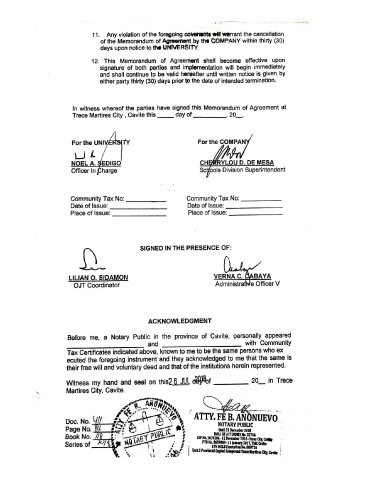 11. Any violation of the foregoing covenants will warrant the cancellation
of the Memorandum of Agreement by the COMPANY within thirty (30)
days upon notice to the UNIVERSITY.
12. This Memorandum of Agreement shall become effective upon
signature of both parties and implementation will begin immediately
and shall continue to be valid hereafter until written notice is given by
either party thirty (30) days prior to the date of intended termination.
In witness whereof the parties have signed this Memorandum of Agreement at
Trece Martires City , Cavite this _____ day of _________, 20__.
For the UNIVERSITY
For the COMPANY
NOEL A. SEDIGO
CHERRYLOU D. DE MESA
Officer In Charge
Schools Division Superintendent
Community Tax No: __________
Community Tax No: __________
Date of Issue: __________
Date of Issue: __________
Place of Issue: __________
Place of Issue: __________
SIGNED IN THE PRESENCE OF:
LILIAN O. SIDAMON
VERNA C. CABAYA
OJT Coordinator
Administrative Officer V
ACKNOWLEDGMENT
Before me, a Notary Public in the province of Cavite, personally appeared
__________ and __________ with Community
Tax Certificates indicated above, known to me to be the same persons who ex
ecuted the foregoing instrument and they acknowledged to me that the same is
their free will and voluntary deed and that of the institutions herein represented.
Witness my hand and seal on this 26 JUL day of __________ 20__ in Trece
Martires City, Cavite.
Doc. No.
Page No.
Book No.
Series of
ATTY. FE B. AÑONUEVO
NOTARY PUBLIC
ATTY. FE B. AÑONUEVO
NOTARY PUBLIC